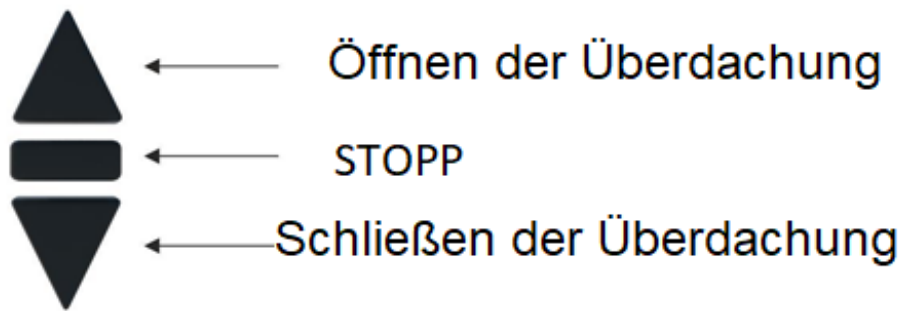 Öffnen der Überdachung
STOPP
Schließen der Überdachung